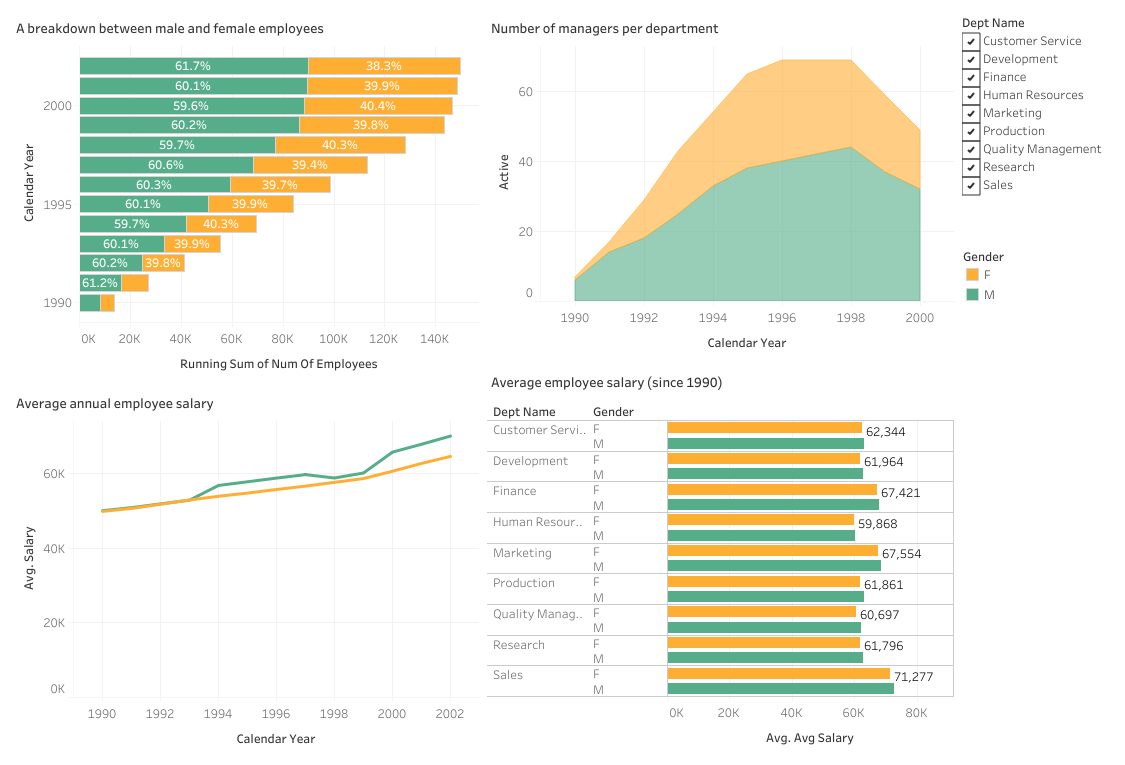 A breakdown between male and female employees
61.7% 38.3%
60.1% 39.9%
2000 59.6% 40.4%
60.2% 39.8%
59.7% 40.3%
60.6% 39.4%
60.3% 39.7%
1995 60.1% 39.9%
59.7% 40.3%
60.1% 39.9%
60.2% 39.8%
61.2%
1990
Calendar Year
0K 20K 40K 60K 80K 100K 120K 140K
Running Sum of Num Of Employees
Number of managers per department
60
40
20
0
Active
1990 1992 1994 1996 1998 2000
Calendar Year
Dept Name
Customer Service
Development
Finance
Human Resources
Marketing
Production
Quality Management
Research
Sales
Gender
F
M
Average annual employee salary
60K
40K
20K
0K
Avg. Salary
1990 1992 1994 1996 1998 2000 2002
Calendar Year
Average employee salary (since 1990)
Dept Name Gender
Customer Servi.. F 62,344
M
Development F 61,964
M
Finance F 67,421
M
Human Resour.. F 59,868
M
Marketing F 67,554
M
Production F 61,861
M
Quality Manag.. F 60,697
M
Research F 61,796
M
Sales F 71,277
M
0K 20K 40K 60K 80K
Avg. Avg Salary